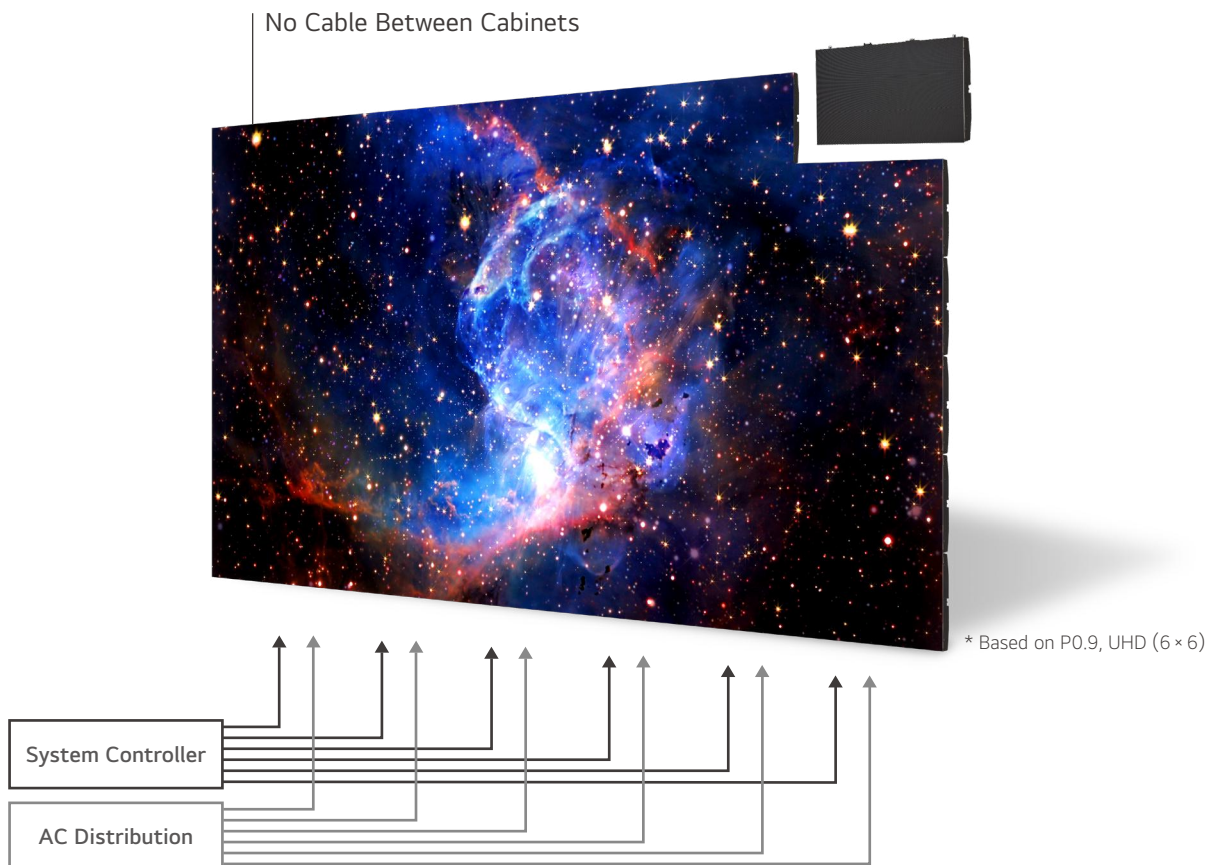 No Cable Between Cabinets
* Based on P0.9, UHD (6 × 6)
System Controller
AC Distribution